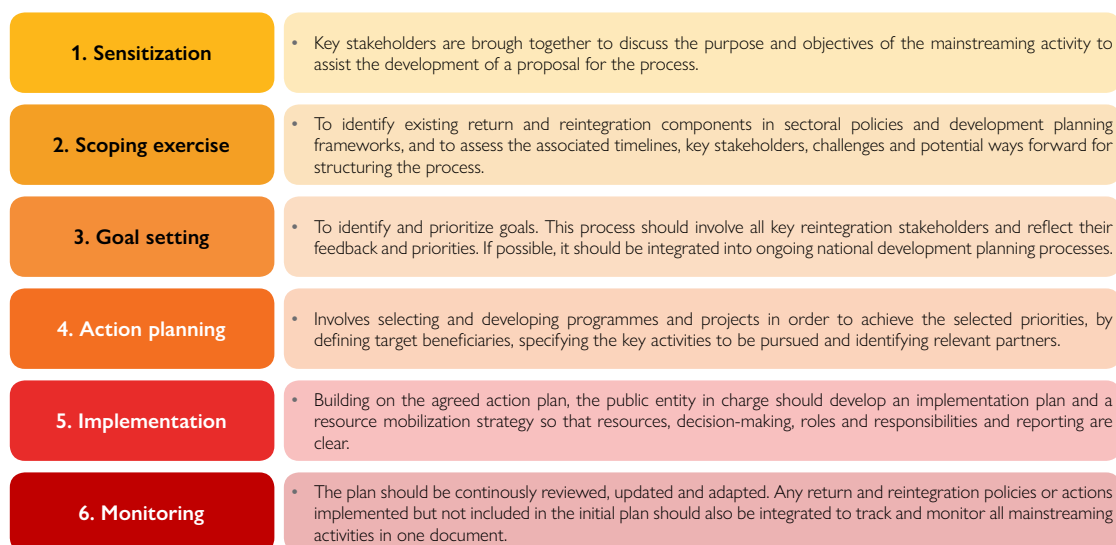 1. Sensitization
• Key stakeholders are brough together to discuss the purpose and objectives of the mainstreaming activity to
assist the development of a proposal for the process.
2. Scoping exercise
• To identify existing return and reintegration components in sectoral policies and development planning
frameworks, and to assess the associated timelines, key stakeholders, challenges and potential ways forward for
structuring the process.
3. Goal setting
• To identify and prioritize goals. This process should involve all key reintegration stakeholders and reflect their
feedback and priorities. If possible, it should be integrated into ongoing national development planning processes.
4. Action planning
• Involves selecting and developing programmes and projects in order to achieve the selected priorities, by
defining target beneficiaries, specifying the key activities to be pursued and identifying relevant partners.
5. Implementation
• Building on the agreed action plan, the public entity in charge should develop an implementation plan and a
resource mobilization strategy so that resources, decision-making, roles and responsibilities and reporting are
clear.
6. Monitoring
• The plan should be continously reviewed, updated and adapted. Any return and reintegration policies or actions
implemented but not included in the initial plan should also be integrated to track and monitor all mainstreaming
activities in one document.